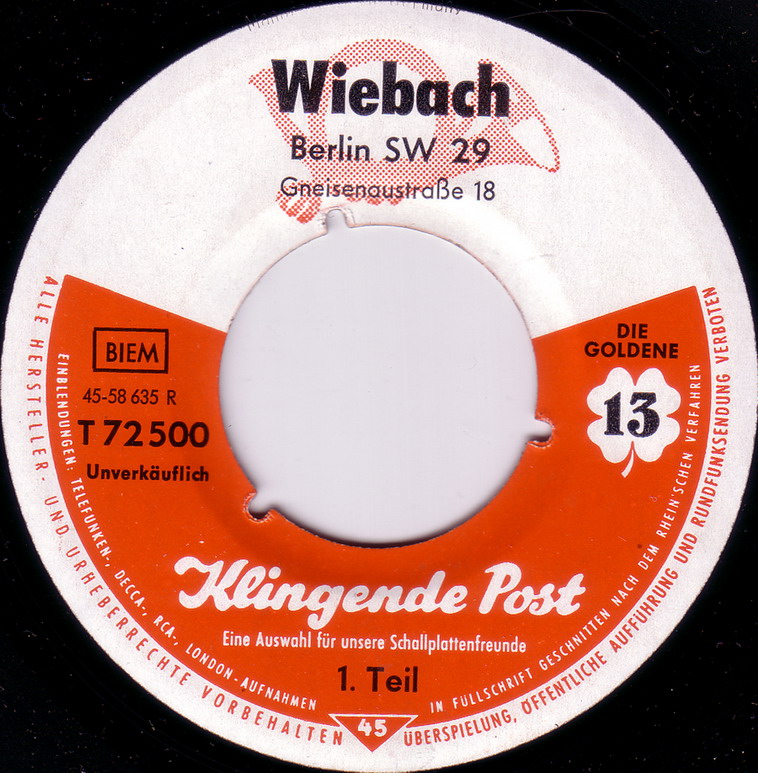 Wiebach
Berlin SW 29
Gneisenaustraße 18
BIEM
45-58 635 R
T 72 500
Unverkäuflich
DIE
GOLDENE
13
Klingende Post
Eine Auswahl für unsere Schallplattenfreunde
1. Teil
45
EINBLENDUNGEN: TELEFUNKEN-, DECCA-, RCA-, LONDON-AUFNAHMEN
IN FÜLLSCHRIFT GESCHNITTEN NACH DEM RHEIN'SCHEN VERFAHREN
ALLE HERSTELLER- UND URHEBERRECHTE VORBEHALTEN
ÜBERSPIELUNG, ÖFFENTLICHE AUFFÜHRUNG UND RUNDFUNKSENDUNG VERBOTEN